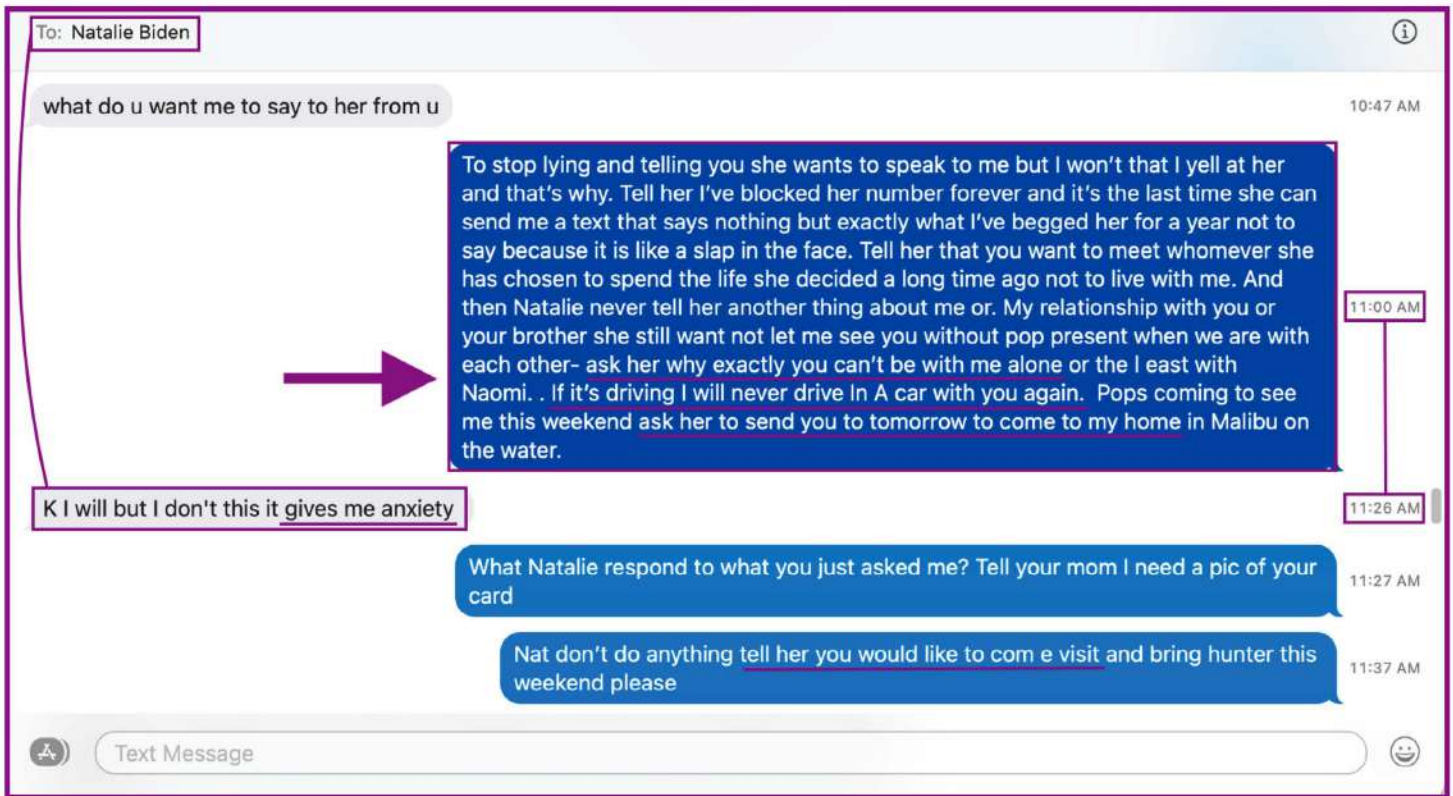 To: Natalie Biden
what do u want me to say to her from u
10:47 AM
To stop lying and telling you she wants to speak to me but I won't that I yell at her
and that's why. Tell her I've blocked her number forever and it's the last time she can
send me a text that says nothing but exactly what I've begged her for a year not to
say because it is like a slap in the face. Tell her that you want to meet whomever she
has chosen to spend the life she decided a long time ago not to live with me. And
then Natalie never tell her another thing about me or. My relationship with you or
your brother she still want not let me see you without pop present when we are with
each other- ask her why exactly you can't be with me alone or the l east with
Naomi. . If it's driving I will never drive In A car with you again. Pops coming to see
me this weekend ask her to send you to tomorrow to come to my home in Malibu on
the water.
11:00 AM
K I will but I don't this it gives me anxiety
11:26 AM
What Natalie respond to what you just asked me? Tell your mom I need a pic of your
card
11:27 AM
Nat don't do anything tell her you would like to com e visit and bring hunter this
weekend please
11:37 AM
Text Message